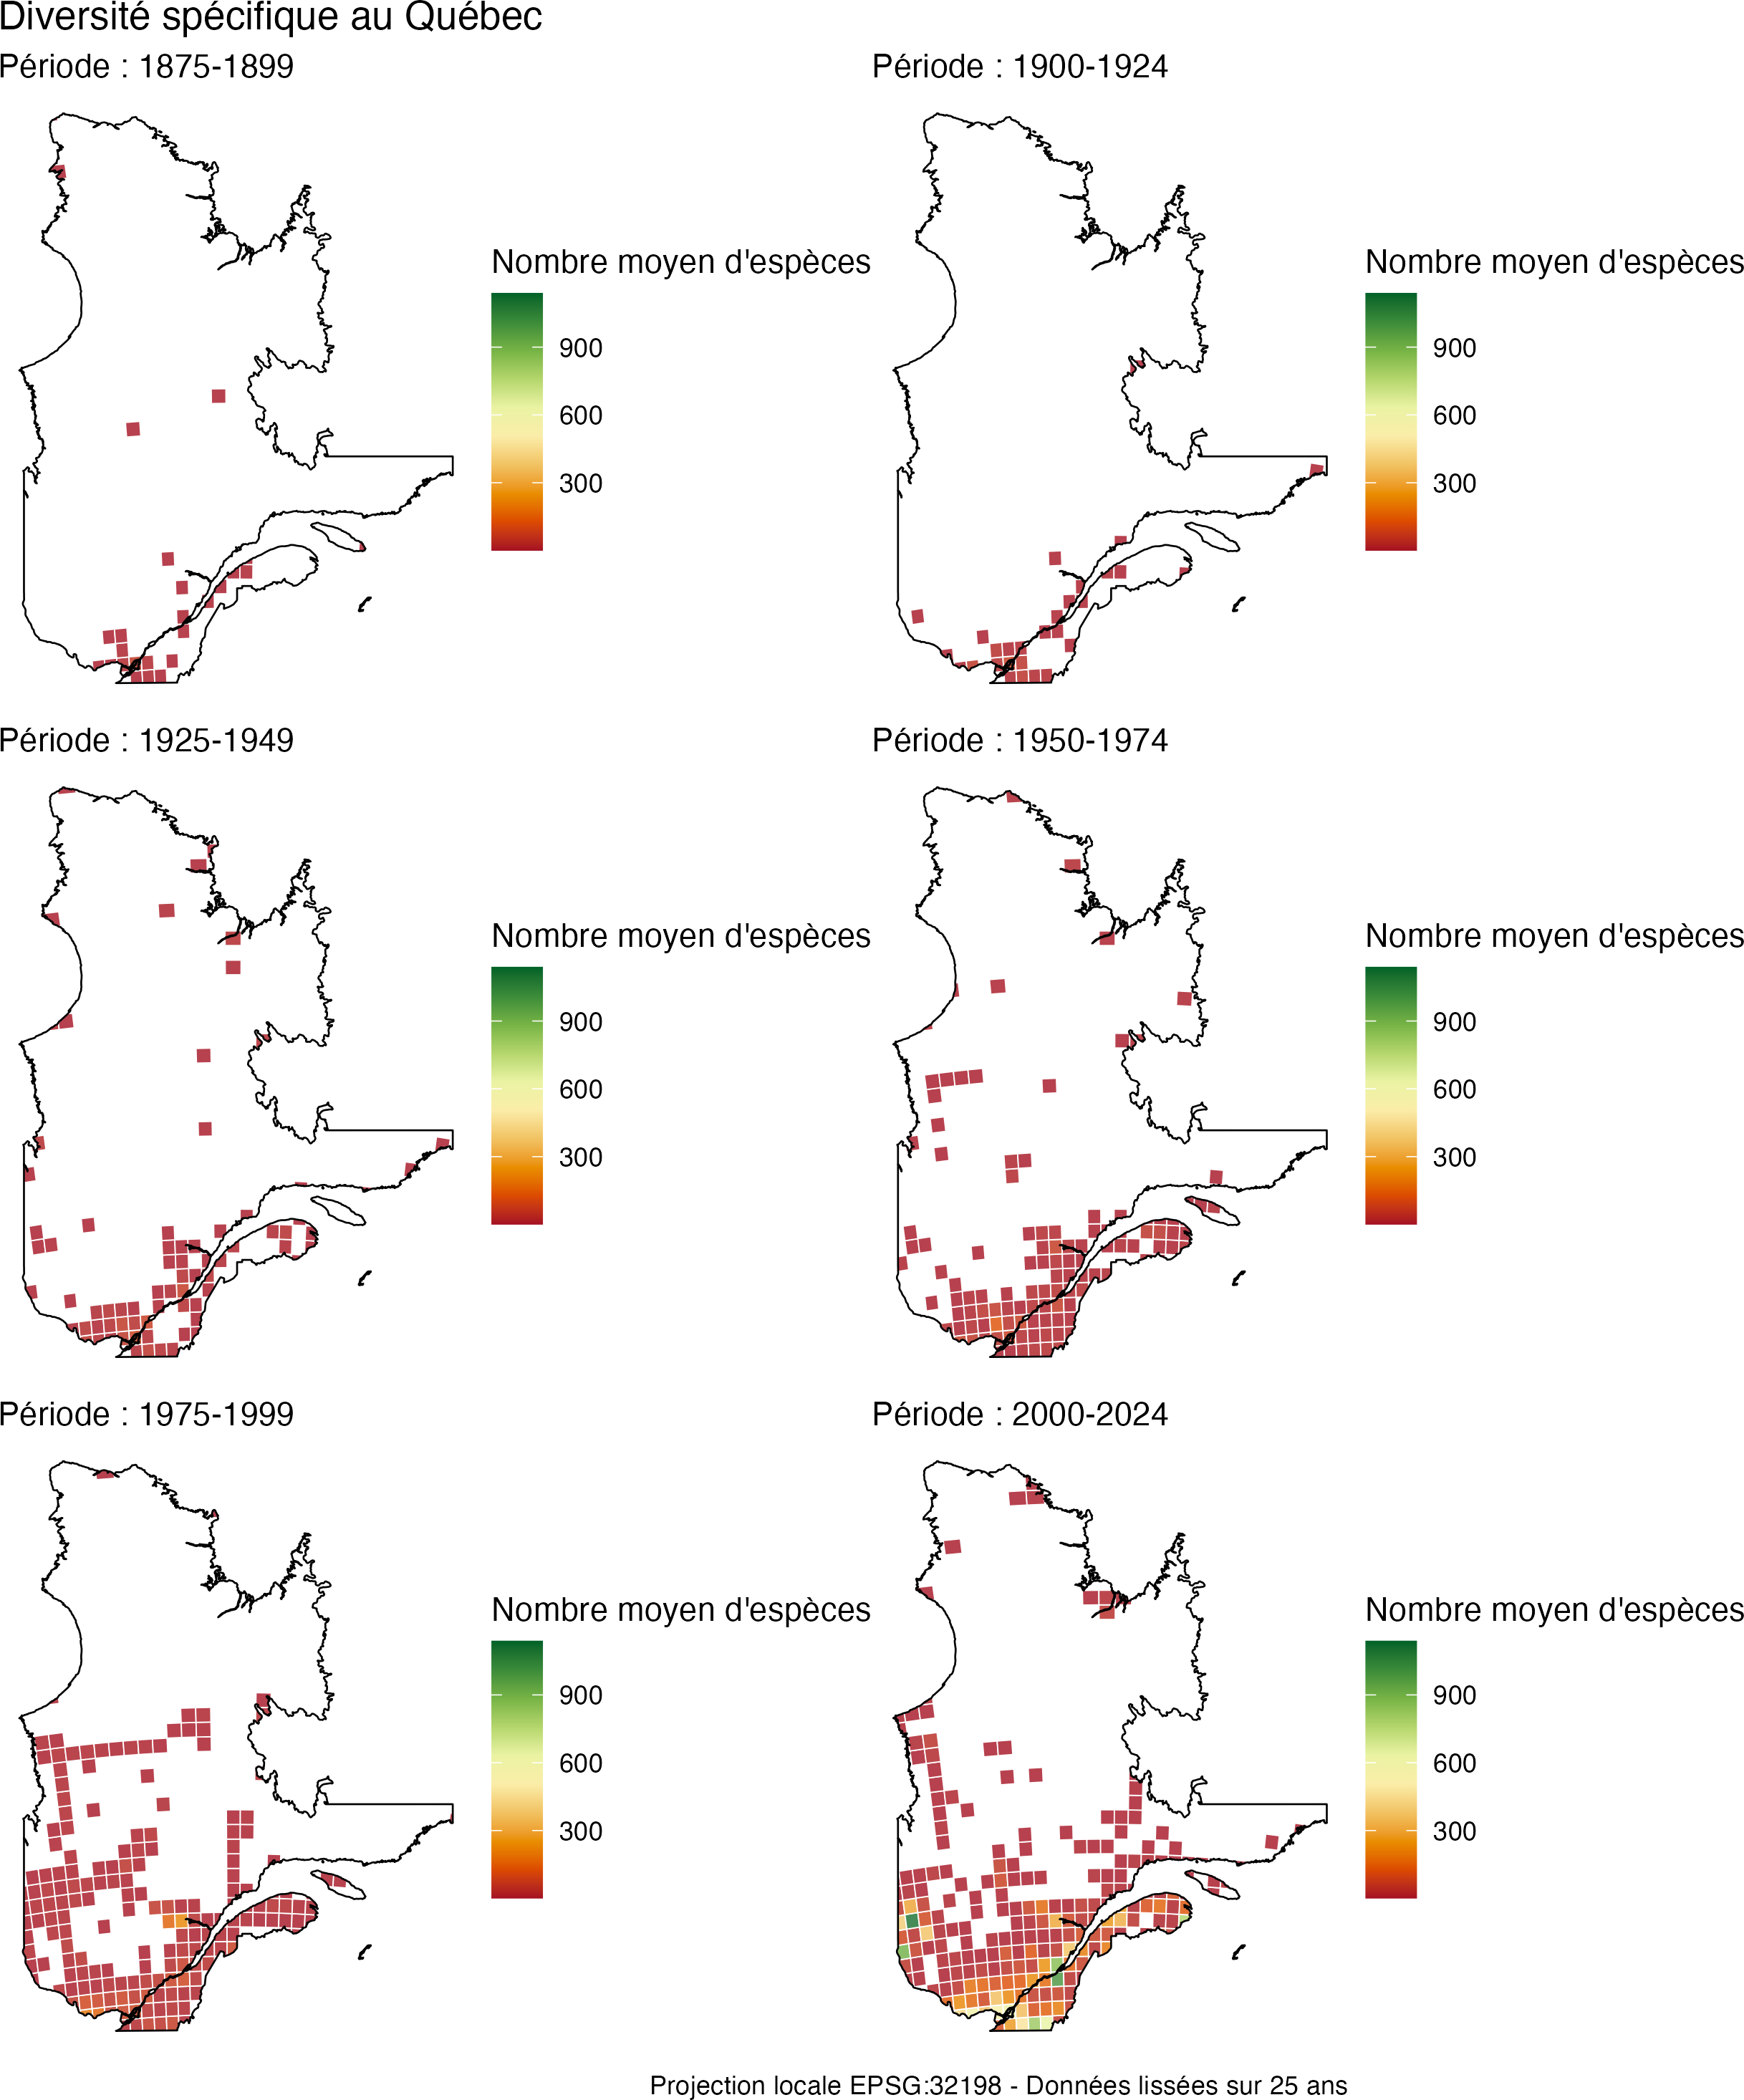 Diversité spécifique au Québec
Période : 1875-1899
Période : 1900-1924
Nombre moyen d'espèces
900
600
300
Nombre moyen d'espèces
900
600
300
Période : 1925-1949
Période : 1950-1974
Nombre moyen d'espèces
900
600
300
Nombre moyen d'espèces
900
600
300
Période : 1975-1999
Période : 2000-2024
Nombre moyen d'espèces
900
600
300
Nombre moyen d'espèces
900
600
300
Projection locale EPSG:32198 - Données lissées sur 25 ans